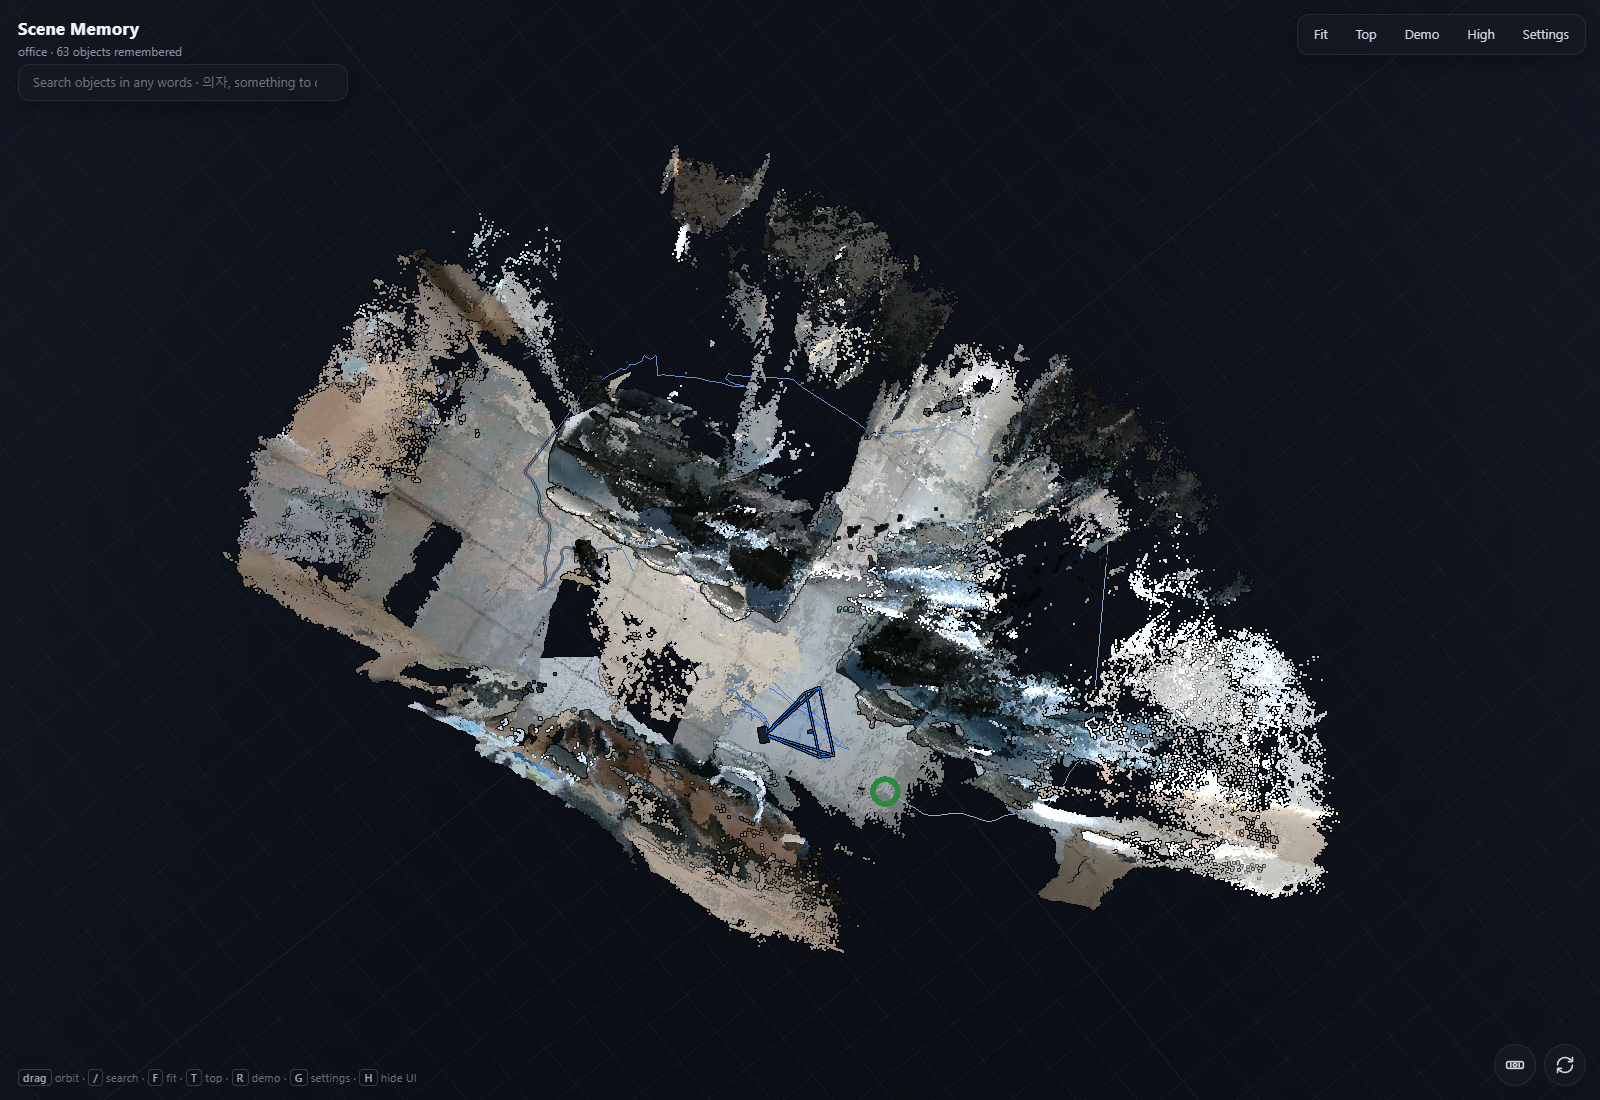 Scene Memory
office · 63 objects remembered
Search objects in any words · 의자, something to
Fit Top Demo High Settings
drag orbit · / search · F fit · T top · R demo · G settings · H hide UI